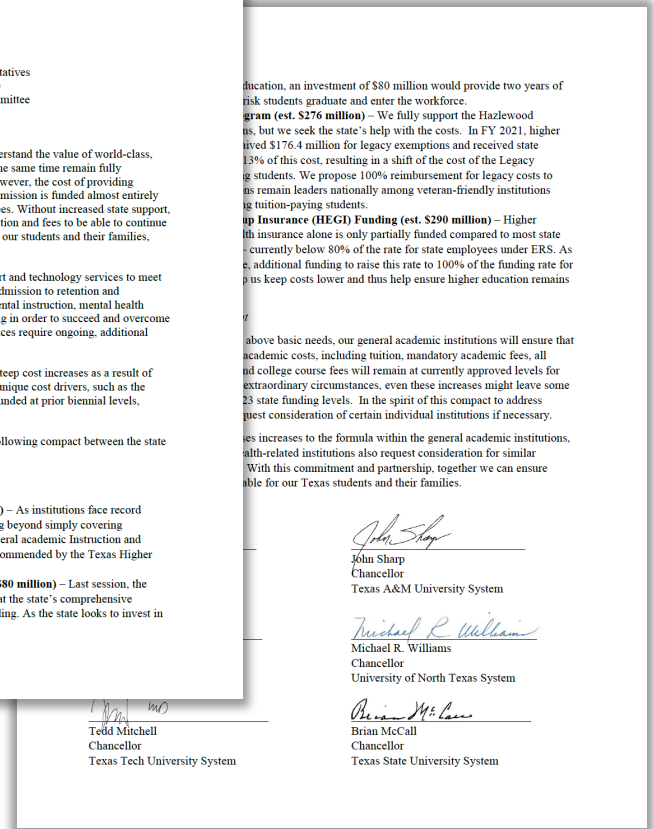 tatives
mittee
erstand the value of world-class,
he same time remain fully
wever, the cost of providing
mission is funded almost entirely
ees. Without increased state support,
tion and fees to be able to continue
our students and their families,
rt and technology services to meet
dmission to retention and
ental instruction, mental health
g in order to succeed and overcome
ices require ongoing, additional
teep cost increases as a result of
unique cost drivers, such as the
unded at prior biennial levels,
ollowing compact between the state
) – As institutions face record
g beyond simply covering
eral academic Instruction and
ommended by the Texas Higher
$80 million) – Last session, the
at the state’s comprehensive
ling. As the state looks to invest in
ducation, an investment of $80 million would provide two years of
risk students graduate and enter the workforce.
gram (est. $276 million) – We fully support the Hazlewood
ns, but we seek the state’s help with the costs. In FY 2021, higher
ived $176.4 million for legacy exemptions and received state
13% of this cost, resulting in a shift of the cost of the Legacy
g students. We propose 100% reimbursement for legacy costs to
ns remain leaders nationally among veteran-friendly institutions
ng tuition-paying students.
up Insurance (HEGI) Funding (est. $290 million) – Higher
lth insurance alone is only partially funded compared to most state
– currently below 80% of the rate for state employees under ERS. As
e, additional funding to raise this rate to 100% of the funding rate for
p us keep costs lower and thus help ensure higher education remains
above basic needs, our general academic institutions will ensure that
academic costs, including tuition, mandatory academic fees, all
nd college course fees will remain at currently approved levels for
extraordinary circumstances, even these increases might leave some
23 state funding levels. In the spirit of this compact to address
quest consideration of certain individual institutions if necessary.
ses increases to the formula within the general academic institutions,
ealth-related institutions also request consideration for similar
With this commitment and partnership, together we can ensure
able for our Texas students and their families.
John Sharp
John Sharp
Chancellor
Texas A&M University System
Michael R Williams
Michael R. Williams
Chancellor
University of North Texas System
MD
Tedd Mitchell
Chancellor
Texas Tech University System
Brian McCall
Brian McCall
Chancellor
Texas State University System